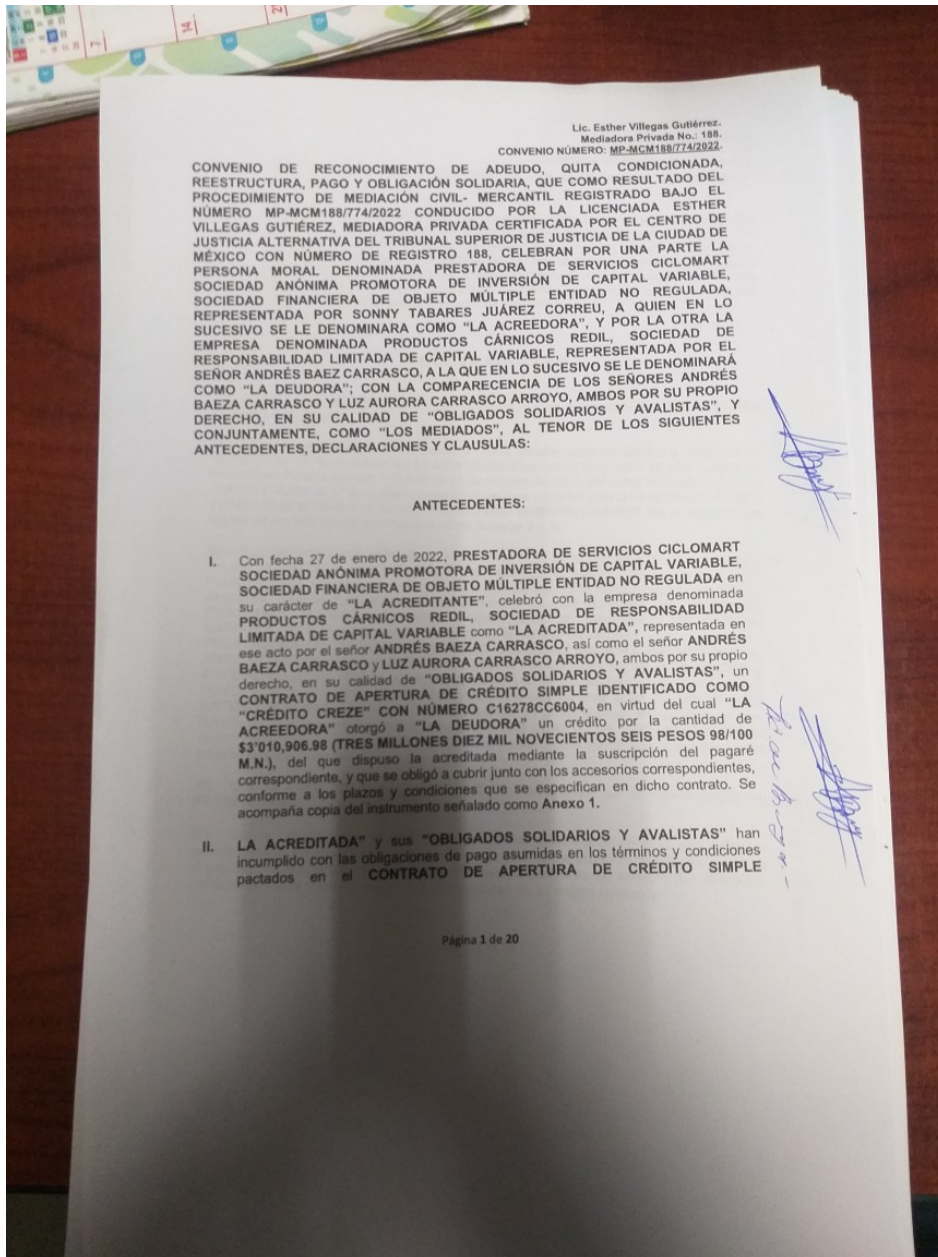 7
14
2
Lic. Esther Villegas Gutiérrez.
Mediadora Privada No.: 188.
CONVENIO NÚMERO: MP-MCM188/774/2022.
CONVENIO DE RECONOCIMIENTO DE ADEUDO, QUITA CONDICIONADA,
REESTRUCTURA, PAGO Y OBLIGACIÓN SOLIDARIA, QUE COMO RESULTADO DEL
PROCEDIMIENTO DE MEDIACIÓN CIVIL- MERCANTIL REGISTRADO BAJO EL
NÚMERO MP-MCM188/774/2022 CONDUCIDO POR LA LICENCIADA ESTHER
VILLEGAS GUTIÉRREZ, MEDIADORA PRIVADA CERTIFICADA POR EL CENTRO DE
JUSTICIA ALTERNATIVA DEL TRIBUNAL SUPERIOR DE JUSTICIA DE LA CIUDAD DE
MÉXICO CON NÚMERO DE REGISTRO 188, CELEBRAN POR UNA PARTE LA
PERSONA MORAL DENOMINADA PRESTADORA DE SERVICIOS CICLOMART
SOCIEDAD ANÓNIMA PROMOTORA DE INVERSIÓN DE CAPITAL VARIABLE,
SOCIEDAD FINANCIERA DE OBJETO MÚLTIPLE ENTIDAD NO REGULADA,
REPRESENTADA POR SONNY TABARES JUÁREZ CORREU, A QUIEN EN LO
SUCESIVO SE LE DENOMINARA COMO "LA ACREEDORA", Y POR LA OTRA LA
EMPRESA DENOMINADA PRODUCTOS CÁRNICOS REDIL, SOCIEDAD DE
RESPONSABILIDAD LIMITADA DE CAPITAL VARIABLE, REPRESENTADA POR EL
SEÑOR ANDRÉS BAEZ CARRASCO, A LA QUE EN LO SUCESIVO SE LE DENOMINARÁ
COMO "LA DEUDORA"; CON LA COMPARECENCIA DE LOS SEÑORES ANDRÉS
BAEZA CARRASCO Y LUZ AURORA CARRASCO ARROYO, AMBOS POR SU PROPIO
DERECHO, EN SU CALIDAD DE "OBLIGADOS SOLIDARIOS Y AVALISTAS", Y
CONJUNTAMENTE, COMO "LOS MEDIADOS", AL TENOR DE LOS SIGUIENTES
ANTECEDENTES, DECLARACIONES Y CLAUSULAS:
ANTECEDENTES:
I. Con fecha 27 de enero de 2022, PRESTADORA DE SERVICIOS CICLOMART
SOCIEDAD ANÓNIMA PROMOTORA DE INVERSIÓN DE CAPITAL VARIABLE,
SOCIEDAD FINANCIERA DE OBJETO MÚLTIPLE ENTIDAD NO REGULADA en
su carácter de "LA ACREDITANTE", celebró con la empresa denominada
PRODUCTOS CÁRNICOS REDIL, SOCIEDAD DE RESPONSABILIDAD
LIMITADA DE CAPITAL VARIABLE como "LA ACREDITADA", representada en
ese acto por el señor ANDRÉS BAEZA CARRASCO, así como el señor ANDRÉS
BAEZA CARRASCO y LUZ AURORA CARRASCO ARROYO, ambos por su propio
derecho, en su calidad de "OBLIGADOS SOLIDARIOS Y AVALISTAS", un
CONTRATO DE APERTURA DE CRÉDITO SIMPLE IDENTIFICADO COMO
"CRÉDITO CREZE" CON NÚMERO C16278CC6004, en virtud del cual "LA
ACREEDORA" otorgó a "LA DEUDORA" un crédito por la cantidad de
$3'010,906.98 (TRES MILLONES DIEZ MIL NOVECIENTOS SEIS PESOS 98/100
M.N.), del que dispuso la acreditada mediante la suscripción del pagaré
correspondiente, y que se obligó a cubrir junto con los accesorios correspondientes,
conforme a los plazos y condiciones que se especifican en dicho contrato. Se
acompaña copia del instrumento señalado como Anexo 1.
II. LA ACREDITADA" y sus "OBLIGADOS SOLIDARIOS Y AVALISTAS" han
incumplido con las obligaciones de pago asumidas en los términos y condiciones
pactados en el CONTRATO DE APERTURA DE CRÉDITO SIMPLE
Página 1 de 20